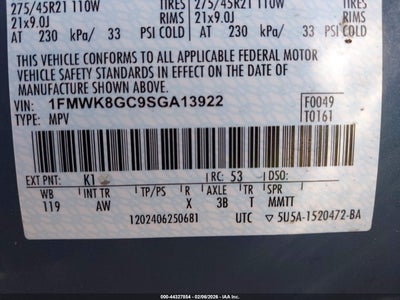 275/45R21 110W TIRES 275/45R21 110W TIRES
21x9.0J RIMS 21x9.0J RIMS
AT 230 kPa/ 33 PSI COLD AT 230 kPa/ 33 PSI COLD
THIS VEHICLE CONFORMS TO ALL APPLICABLE FEDERAL MOTOR
VEHICLE SAFETY STANDARDS IN EFFECT ON THE DATE OF
MANUFACTURE SHOWN ABOVE.
VIN: 1FMWK8GC9SGA13922 F0049
TYPE: MPV T0161
EXT PNT: K1 RC: 53 DSO:
WB INT TR TP/PS R AXLE TR SPR
119 AW X 3B T MMTT
1202406250681 UTC 5U5A-1520472-BA
STOCK: 000-44327854 - 02/06/2026 - IAA Inc.